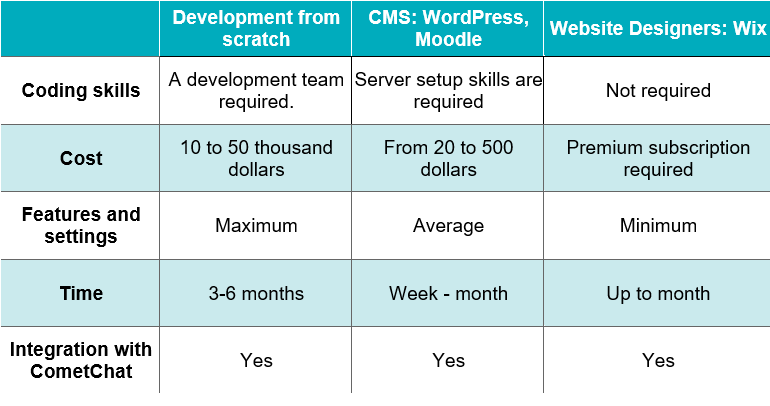 Development from
scratch
CMS: WordPress,
Moodle
Website Designers: Wix
Coding skills
A development team
required.
Server setup skills are
required
Not required
Cost
10 to 50 thousand
dollars
From 20 to 500
dollars
Premium subscription
required
Features and
settings
Maximum
Average
Minimum
Time
3-6 months
Week - month
Up to month
Integration with
CometChat
Yes
Yes
Yes